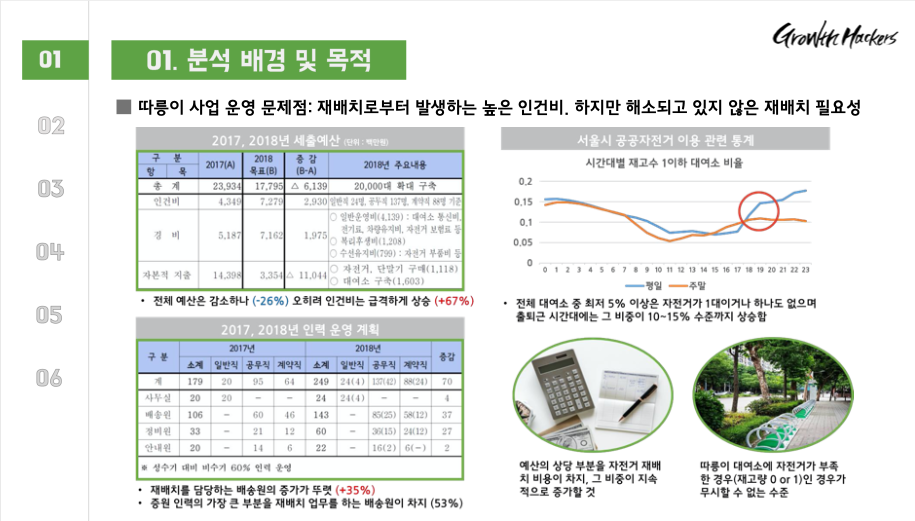 Growth Hackers
01
01. 분석 배경 및 목적
02
03
04
05
06
■ 따릉이 사업 운영 문제점: 재배치로부터 발생하는 높은 인건비. 하지만 해소되고 있지 않은 재배치 필요성
2017, 2018년 세출예산 (단위 : 백만원)
구 분 2017(A) 2018 증 감 2018년 주요내용
항 목 목표(B) (B-A)
총 계 23,934 17,795 △ 6,139 20,000대 확대 구축
인건비 4,349 7,279 2,930 일반직 24명, 공무직 137명, 계약직 88명 기준
경 비 5,187 7,162 1,975
○ 일반운영비(4,139) : 대여소 통신비,
전기료, 차량유지비, 자전거 보험료 등
○ 복리후생비(1,208)
○ 수선유지비(799) : 자전거 부품비 등
자본적 지출 14,398 3,354 △ 11,044
○ 자전거, 단말기 구매(1,118)
○ 대여소 구축(1,603)
• 전체 예산은 감소하나 (-26%) 오히려 인건비는 급격하게 상승 (+67%)
2017, 2018년 인력 운영 계획
구 분 2017년 2018년 증감
소계 일반직 공무직 계약직 소계 일반직 공무직 계약직
계 179 20 95 64 249 24(4) 137(42) 88(24) 70
사무실 20 20 - - 24 24(4) - - 4
배송원 106 - 60 46 143 - 85(25) 58(12) 37
정비원 33 - 21 12 60 - 36(15) 24(12) 27
안내원 20 - 14 6 22 - 16(2) 6(-) 2
※ 성수기 대비 비수기 60% 인력 운영
• 재배치를 담당하는 배송원의 증가가 뚜렷 (+35%)
• 증원 인력의 가장 큰 부분을 재배치 업무를 하는 배송원이 차지 (53%)
서울시 공공자전거 이용 관련 통계
시간대별 재고수 1이하 대여소 비율
0,2
0,15
0,1
0,05
0
0 1 2 3 4 5 6 7 8 9 10 11 12 13 14 15 16 17 18 19 20 21 22 23
평일 주말
• 전체 대여소 중 최저 5% 이상은 자전거가 1대이거나 하나도 없으며
출퇴근 시간대에는 그 비중이 10~15% 수준까지 상승함
예산의 상당 부분을 자전거 재배
치 비용이 차지, 그 비중이 지속
적으로 증가할 것
따릉이 대여소에 자전거가 부족
한 경우(재고량 0 or 1)인 경우가
무시할 수 없는 수준